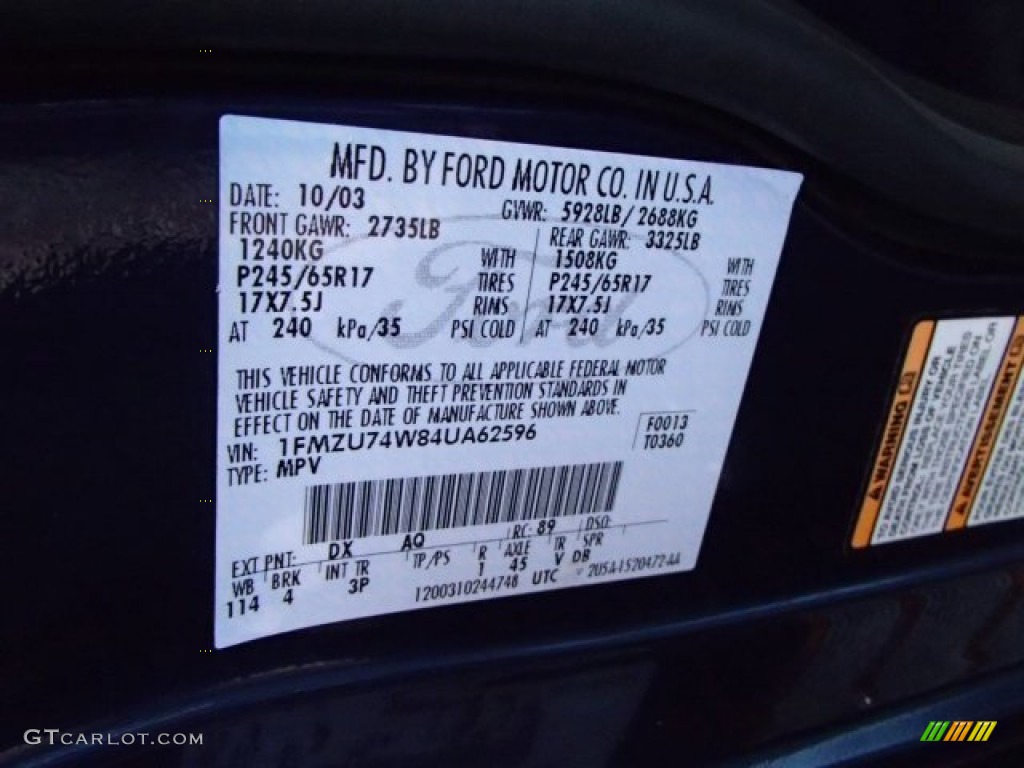 MFD. BY FORD MOTOR CO. IN U.S.A.
DATE: 10/03 GVWR: 5928LB/ 2688KG
FRONT GAWR: 2735LB REAR GAWR: 3325LB
1240KG WITH 1508KG WITH
P245/65R17 TIRES P245/65R17 TIRES
17X7.5J RIMS 17X7.5J RIMS
AT 240 kPa/35 PSI COLD AT 240 kPa/35 PSI COLD
Ford
THIS VEHICLE CONFORMS TO ALL APPLICABLE FEDERAL MOTOR
VEHICLE SAFETY AND THEFT PREVENTION STANDARDS IN
EFFECT ON THE DATE OF MANUFACTURE SHOWN ABOVE.
VIN: 1FMZU74W84UA62596 F0013
TYPE: MPV T0360
EXT PNT: DX AQ RC: 89 DSO:
WB BRK INT TR TP/PS R AXLE TR SPR
114 4 3P 1 45 V DB
1200310244748 UTC 2U5A-1520472-AA
WARNING
AVERTISSEMENT
GTCARLOT.COM